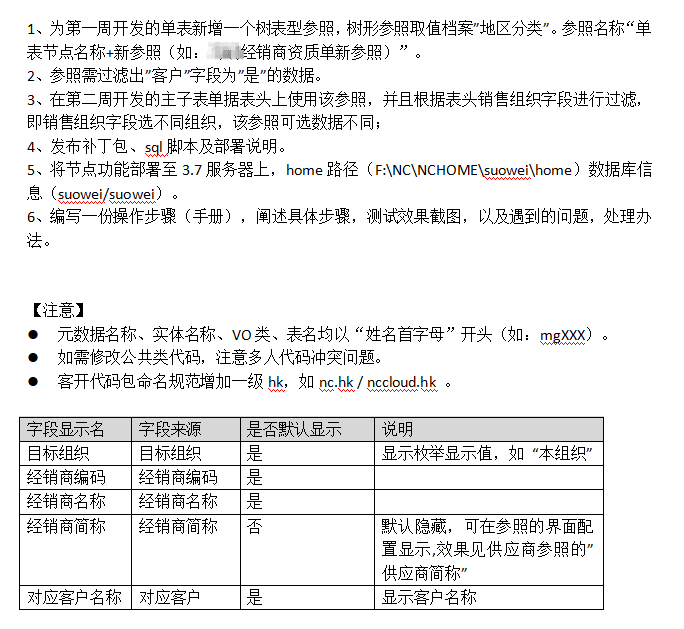 1、为第一周开发的单表新增一个树表型参照，树形参照取值档案”地区分类”。参照名称“单
表节点名称+新参照（如：经销商资质单新参照）”。
2、参照需过滤出”客户”字段为”是”的数据。
3、在第二周开发的主子表单据表头上使用该参照，并且根据表头销售组织字段进行过滤，
即销售组织字段选不同组织，该参照可选数据不同；
4、发布补丁包、sql 脚本及部署说明。
5、将节点功能部署至 3.7 服务器上，home 路径（F:\NC\NCHOME\suowei\home）数据库信
息（suowei/suowei）。
6、编写一份操作步骤（手册），阐述具体步骤，测试效果截图，以及遇到的问题，处理办
法。
【注意】
● 元数据名称、实体名称、VO 类、表名均以“姓名首字母”开头（如：mgXXX）。
● 如需修改公共类代码，注意多人代码冲突问题。
● 客开代码包命名规范增加一级 hk，如 nc.hk / nccloud.hk 。
字段显示名 字段来源 是否默认显示 说明
目标组织 目标组织 是 显示枚举显示值，如 “本组织”
经销商编码 经销商编码 是
经销商名称 经销商名称 是
经销商简称 经销商简称 否 默认隐藏，可在参照的界面配
置显示,效果见供应商参照的”
供应商简称”
对应客户名称 对应客户 是 显示客户名称